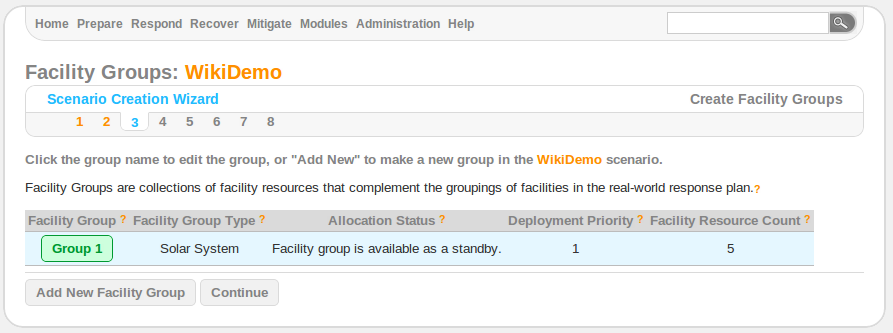 Home Prepare Respond Recover Mitigate Modules Administration Help
Facility Groups: WikiDemo
Scenario Creation Wizard Create Facility Groups
1 2 3 4 5 6 7 8
Click the group name to edit the group, or "Add New" to make a new group in the WikiDemo scenario.
Facility Groups are collections of facility resources that complement the groupings of facilities in the real-world response plan.?
Facility Group ? Facility Group Type ? Allocation Status ? Deployment Priority ? Facility Resource Count ?
Group 1 Solar System Facility group is available as a standby. 1 5
Add New Facility Group Continue